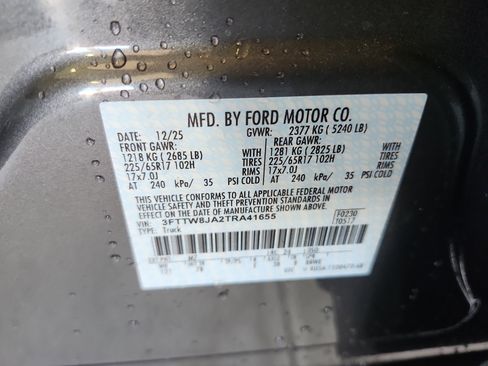 MFD. BY FORD MOTOR CO.
DATE: 12/25 GVWR: 2377 KG ( 5240 LB)
FRONT GAWR: REAR GAWR:
1218 KG (2685 LB) WITH 1281 KG (2825 LB) WITH
225/65R17 102H TIRES 225/65R17 102H TIRES
17x7.0J RIMS 17x7.0J RIMS
AT 240 kPa/ 35 PSI COLD AT 240 kPa/ 35 PSI COLD
THIS VEHICLE CONFORMS TO ALL APPLICABLE FEDERAL MOTOR
VEHICLE SAFETY AND THEFT PREVENTION STANDARDS IN EFFECT
ON THE DATE OF MANUFACTURE SHOWN ABOVE.
VIN: 3FTTW8JA2TRA41655 F0230
TYPE: Truck T0517